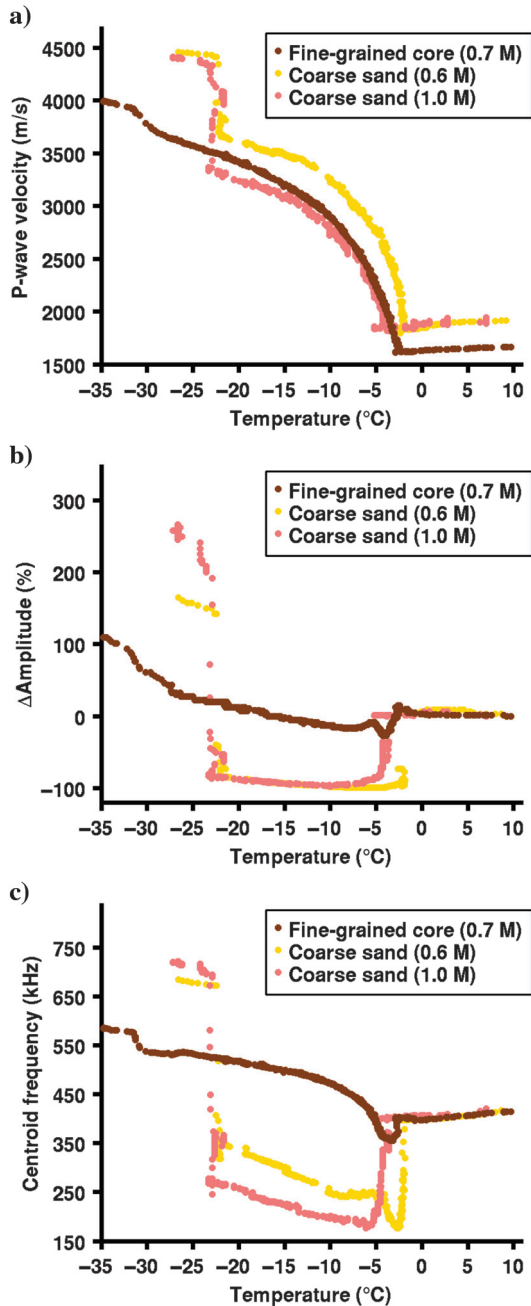 a)
4500
4000
3500
3000
2500
2000
1500
P-wave velocity (m/s)
Fine-grained core (0.7 M)
Coarse sand (0.6 M)
Coarse sand (1.0 M)
−35 −30 −25 −20 −15 −10 −5 0 5 10
Temperature (°C)
b)
300
200
100
0
−100
ΔAmplitude (%)
Fine-grained core (0.7 M)
Coarse sand (0.6 M)
Coarse sand (1.0 M)
−35 −30 −25 −20 −15 −10 −5 0 5 10
Temperature (°C)
c)
750
650
550
450
350
250
150
Centroid frequency (kHz)
Fine-grained core (0.7 M)
Coarse sand (0.6 M)
Coarse sand (1.0 M)
−35 −30 −25 −20 −15 −10 −5 0 5 10
Temperature (°C)